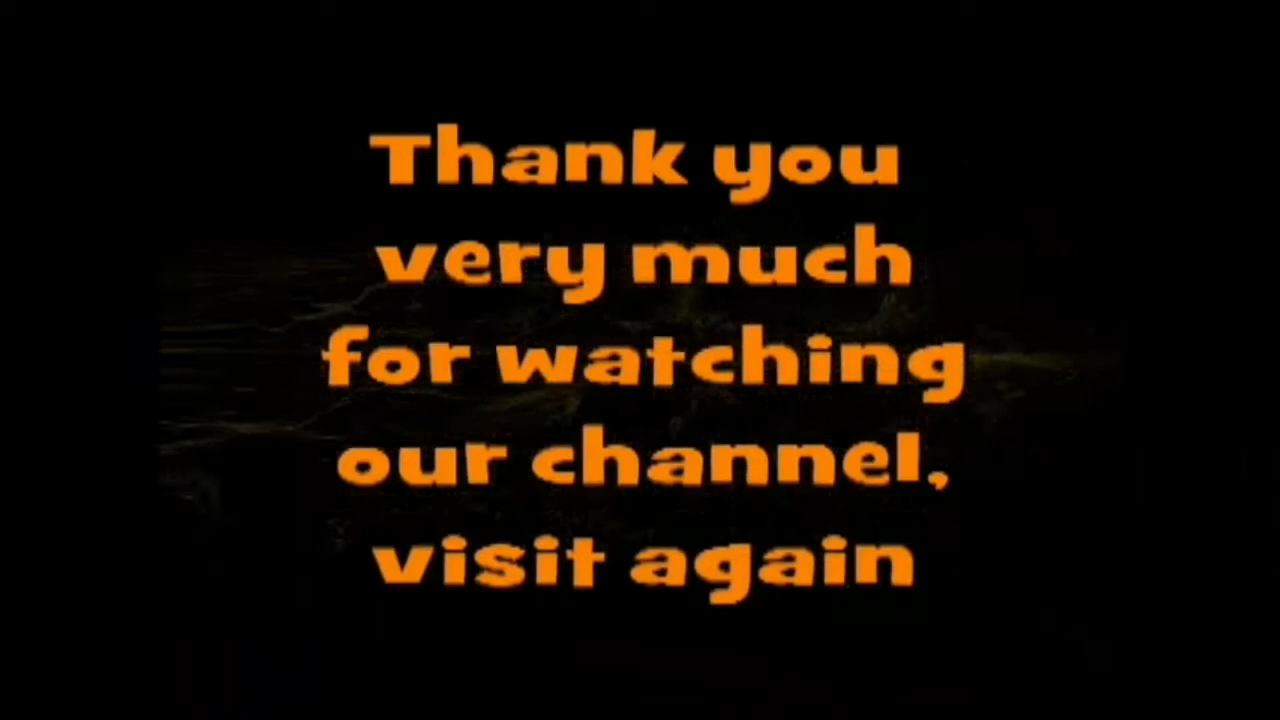 Thank you
very much
for watching
our channel,
visit again